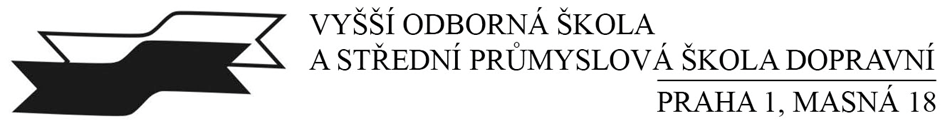 VYŠŠÍ ODBORNÁ ŠKOLA
A STŘEDNÍ PRŮMYSLOVÁ ŠKOLA DOPRAVNÍ
PRAHA 1, MASNÁ 18